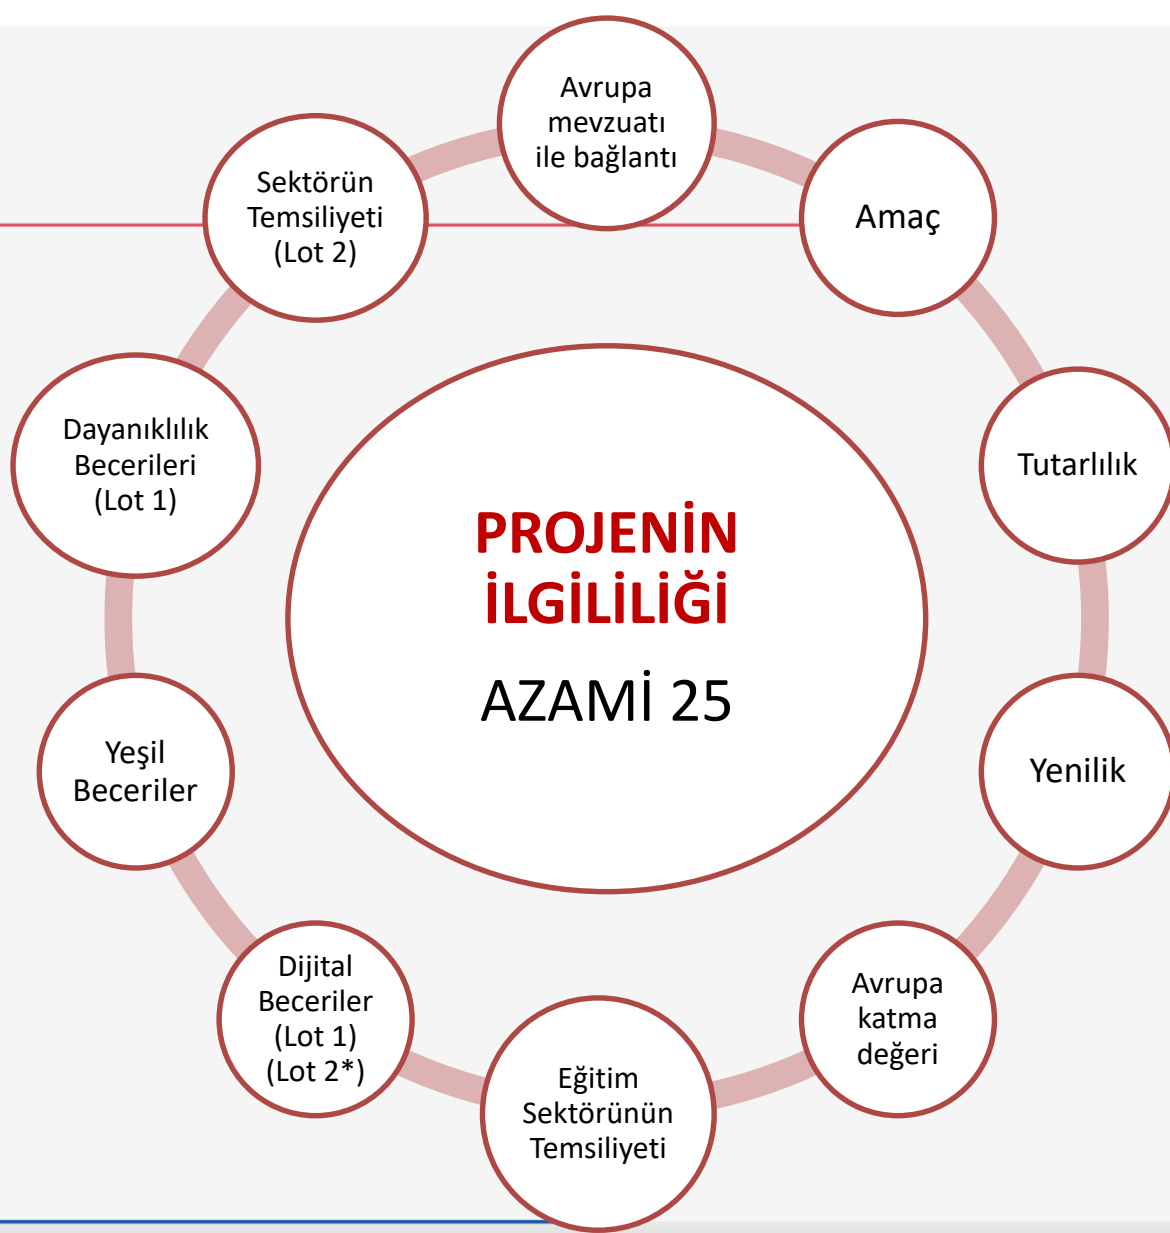 Avrupa
mevzuatı
ile bağlantı
Amaç
Tutarlılık
Yenilik
Avrupa
katma
değeri
Eğitim
Sektörünün
Temsiliyeti
Dijital
Beceriler
(Lot 1)
(Lot 2*)
Yeşil
Beceriler
Dayanıklılık
Becerileri
(Lot 1)
Sektörün
Temsiliyeti
(Lot 2)
PROJENİN
İLGİLİLİĞİ
AZAMİ 25